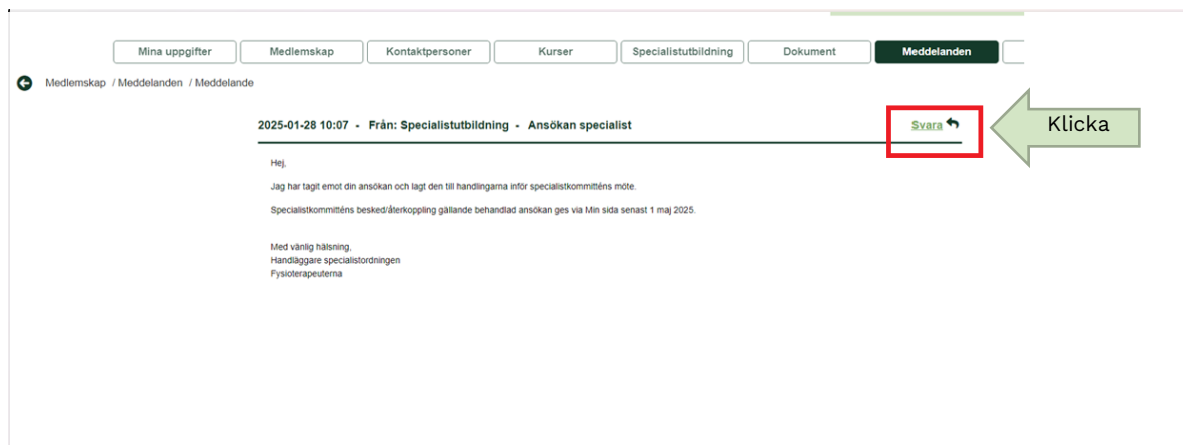 Mina uppgifter Medlemskap Kontaktpersoner Kurser Specialistutbildning Dokument Meddelanden
Medlemskap / Meddelanden / Meddelande
2025-01-28 10:07 - Från: Specialistutbildning - Ansökan specialist
Svara
Klicka
Hej,
Jag har tagit emot din ansökan och lagt den till handlingarna inför specialistkommitténs möte.
Specialistkommitténs besked/återkoppling gällande behandlad ansökan ges via Min sida senast 1 maj 2025.
Med vänlig hälsning,
Handläggare specialistordningen
Fysioterapeuterna